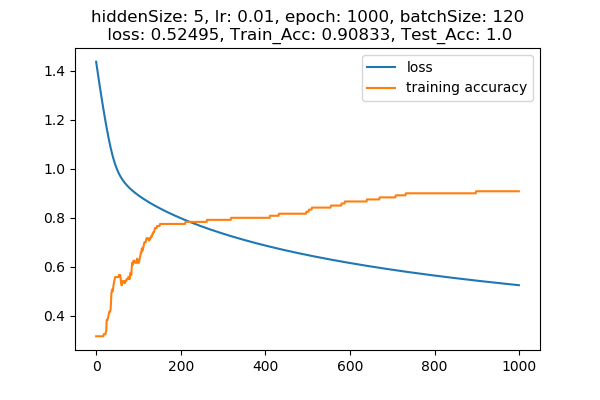 hiddenSize: 5, lr: 0.01, epoch: 1000, batchSize: 120
loss: 0.52495, Train_Acc: 0.90833, Test_Acc: 1.0
loss
training accuracy
1.4
1.2
1.0
0.8
0.6
0.4
0 200 400 600 800 1000